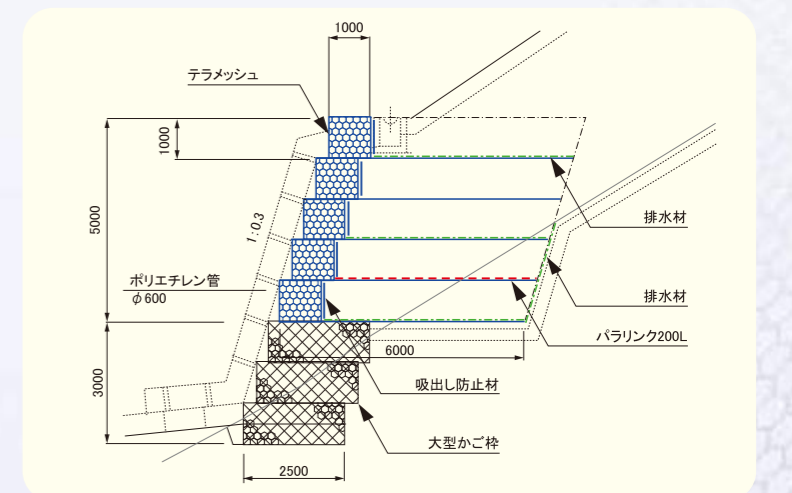 1000
テラメッシュ
1000
5000
1:0.3
排水材
ポリエチレン管
φ600
排水材
パラリンク200L
6000
3000
吸出し防止材
大型かご枠
2500